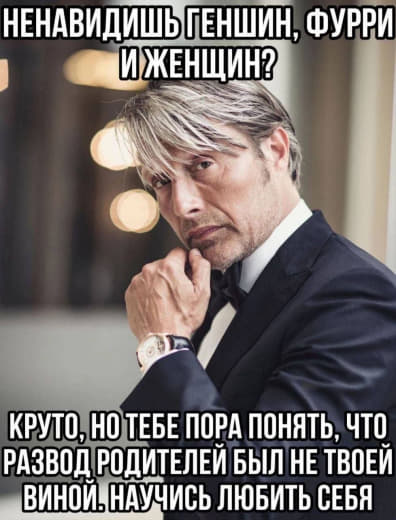 НЕНАВИДИШЬ ГЕНШИН, ФУРРИ
И ЖЕНЩИН?
КРУТО, НО ТЕБЕ ПОРА ПОНЯТЬ, ЧТО
РАЗВОД РОДИТЕЛЕЙ БЫЛ НЕ ТВОЕЙ
ВИНОЙ. НАУЧИСЬ ЛЮБИТЬ СЕБЯ